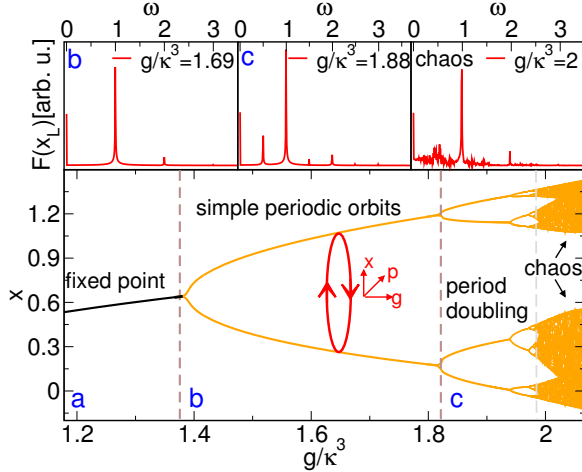 ω ω ω
0 1 2 3 0 1 2 3 0 1 2 3
F(x_L)[arb. u.]
b g/κ³=1.69
c g/κ³=1.88
chaos g/κ³=2
simple periodic orbits
fixed point
x
p
g
period
doubling
chaos
x
1.2
0.9
0.6
0.3
0
a b c
1.2 1.4 1.6 1.8 2
g/κ³